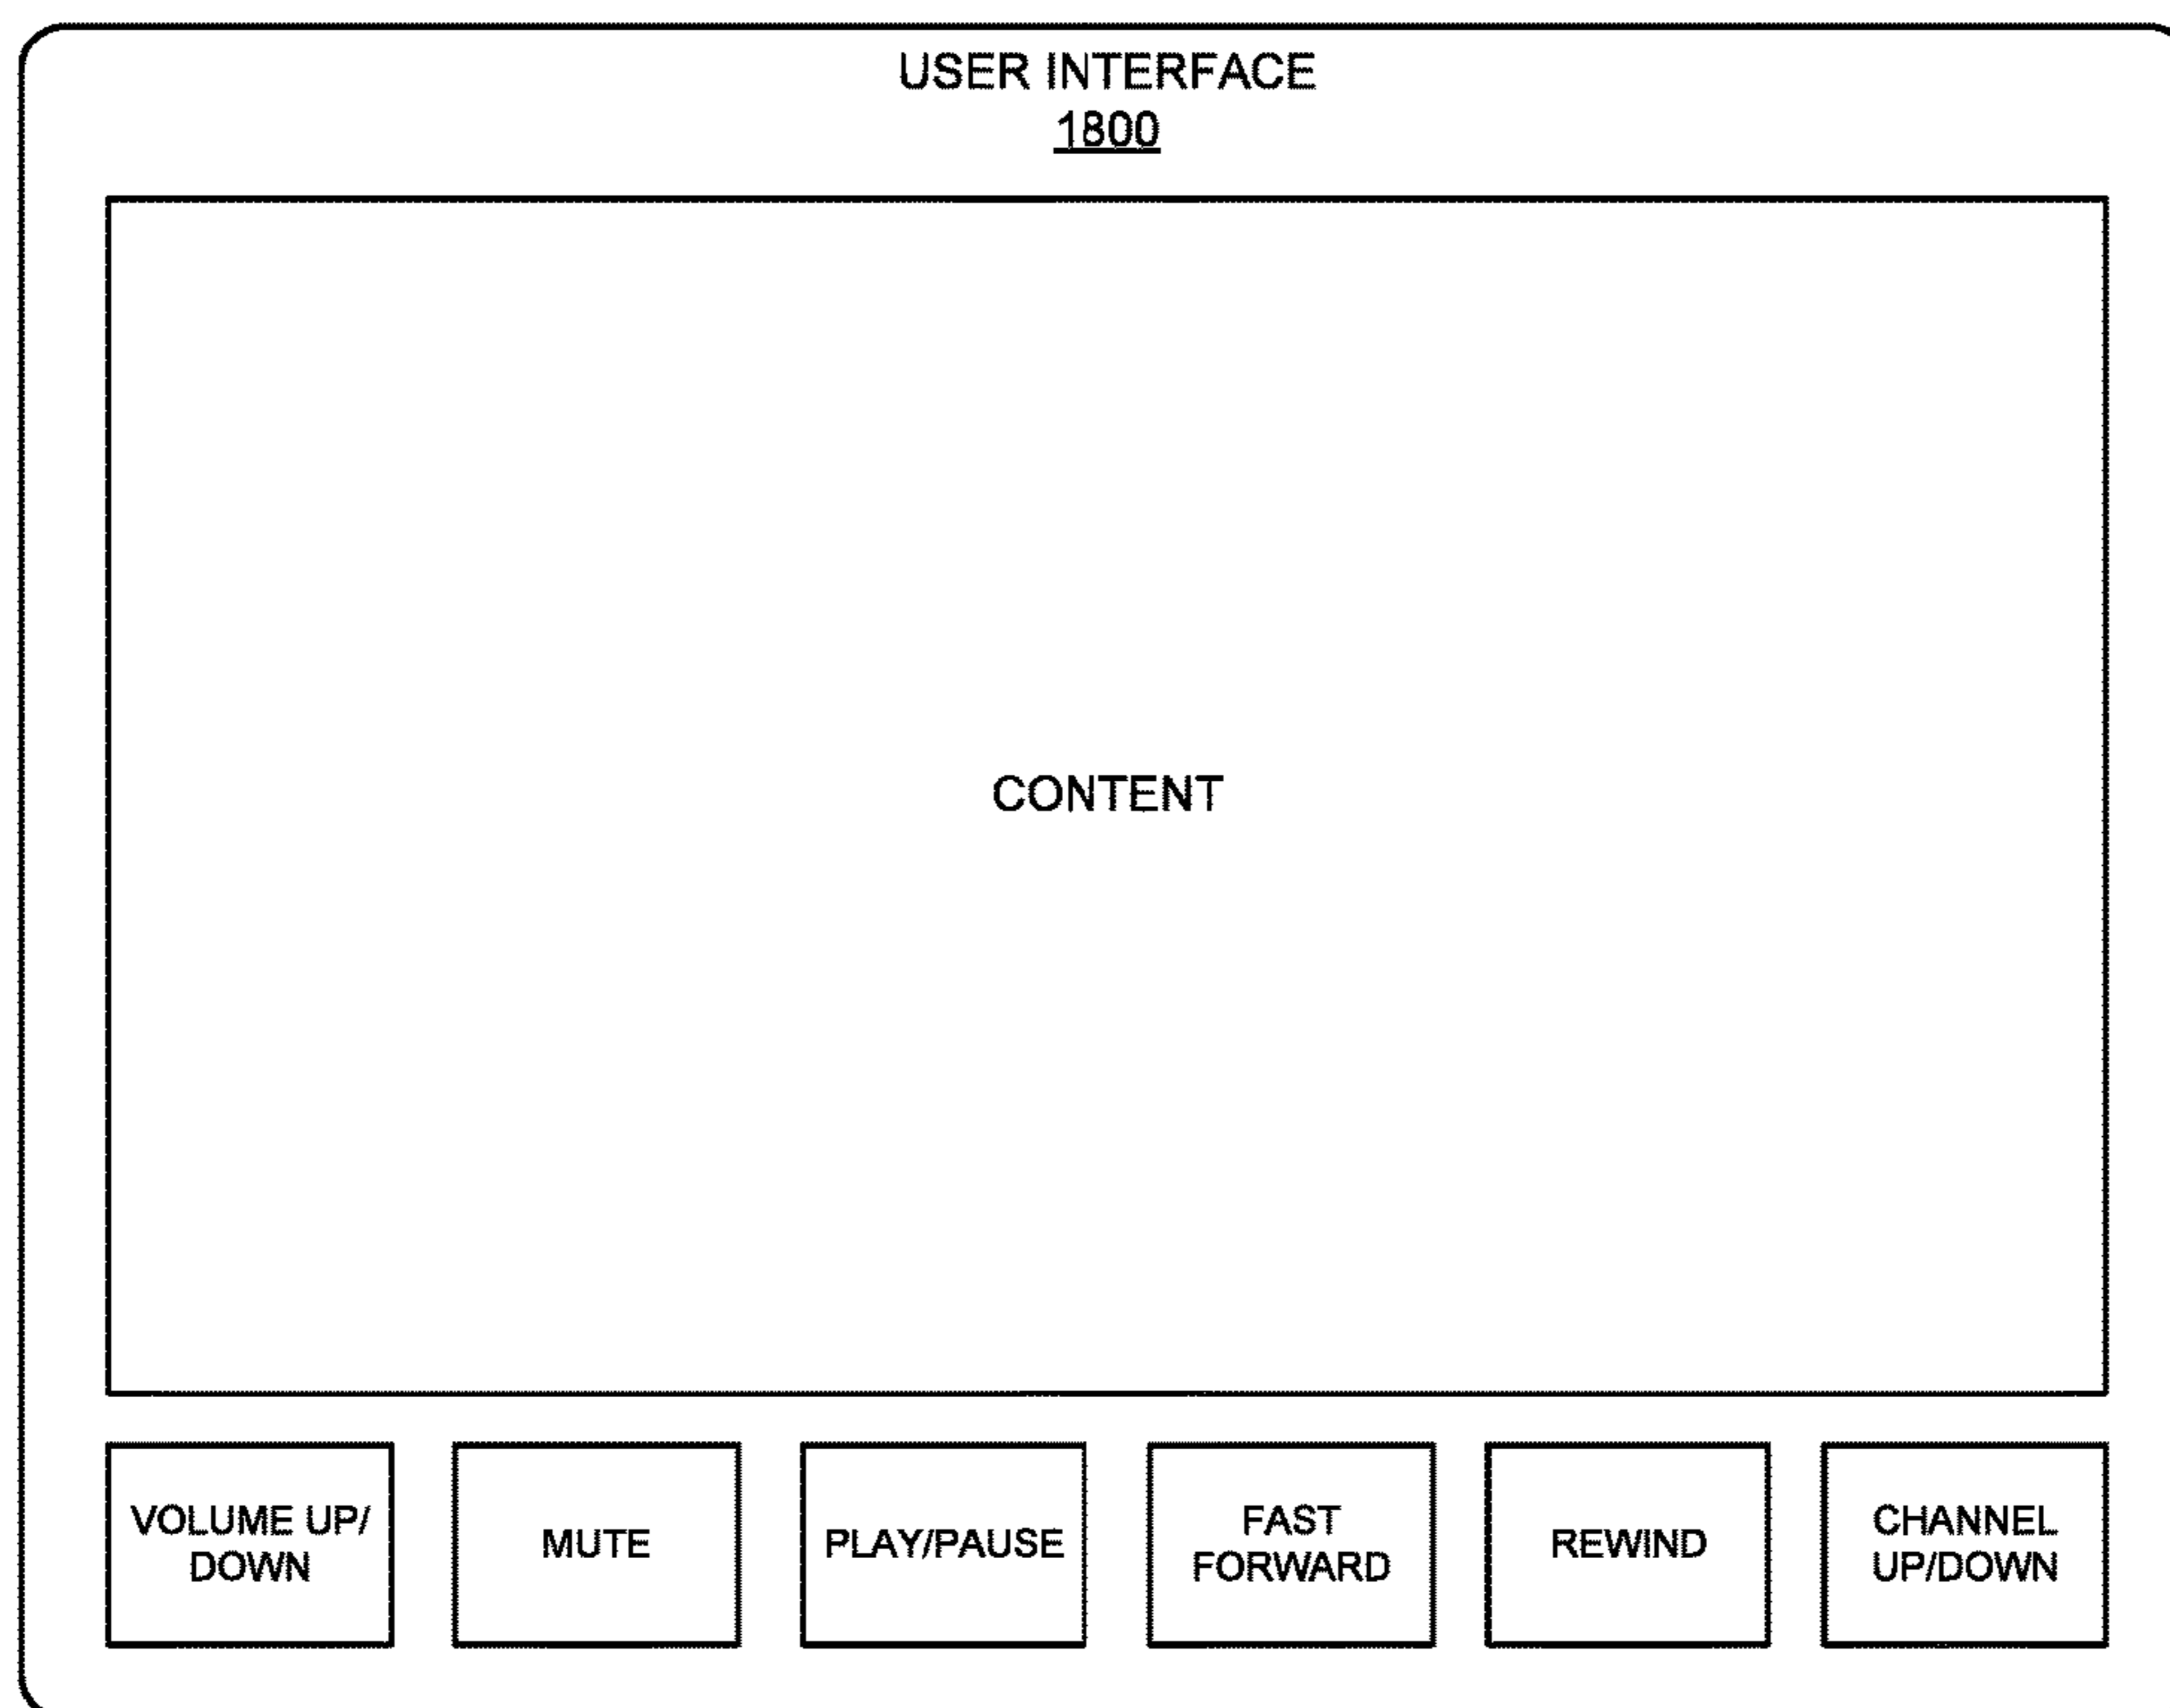 USER INTERFACE
1800
CONTENT
VOLUME UP/
DOWN
MUTE
PLAY/PAUSE
FAST
FORWARD
REWIND
CHANNEL
UP/DOWN